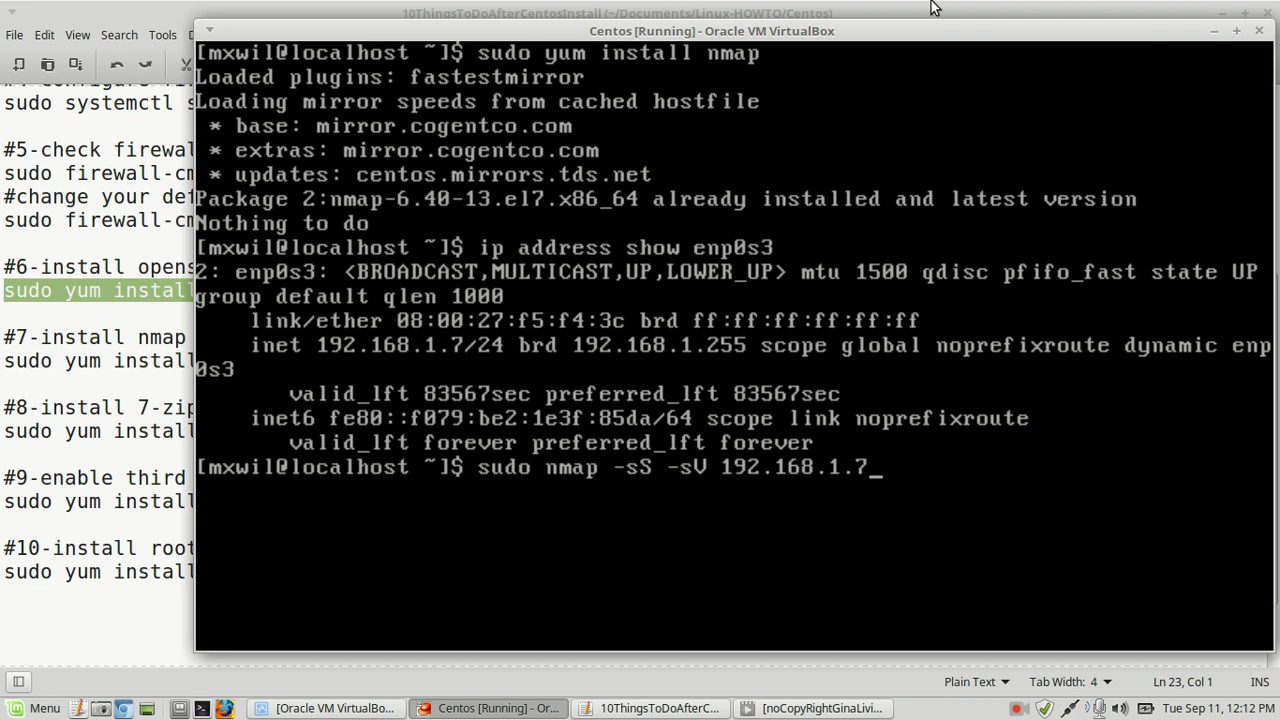 10ThingsToDoAfterCentosInstall (~/Documents/Linux-HOWTO/Centos)
File Edit View Search Tools
Centos [Running] - Oracle VM VirtualBox
sudo systemctl s
#5-check firewal
sudo firewall-cm
#change your def
sudo firewall-cm
#6-install opens
sudo yum install
#7-install nmap
sudo yum install
#8-install 7-zip
sudo yum install
#9-enable third
sudo yum install
#10-install root
sudo yum install
[mxwil@localhost ~]$ sudo yum install nmap
Loaded plugins: fastestmirror
Loading mirror speeds from cached hostfile
* base: mirror.cogentco.com
* extras: mirror.cogentco.com
* updates: centos.mirrors.tds.net
Package 2:nmap-6.40-13.el7.x86_64 already installed and latest version
Nothing to do
[mxwil@localhost ~]$ ip address show enp0s3
2: enp0s3: <BROADCAST,MULTICAST,UP,LOWER_UP> mtu 1500 qdisc pfifo_fast state UP
group default qlen 1000
link/ether 08:00:27:f5:f4:3c brd ff:ff:ff:ff:ff:ff
inet 192.168.1.7/24 brd 192.168.1.255 scope global noprefixroute dynamic enp
0s3
valid_lft 83567sec preferred_lft 83567sec
inet6 fe80::f079:be2:1e3f:85da/64 scope link noprefixroute
valid_lft forever preferred_lft forever
[mxwil@localhost ~]$ sudo nmap -sS -sV 192.168.1.7_
Plain Text Tab Width: 4 Ln 23, Col 1 INS
Menu [Oracle VM VirtualBo... Centos [Running] - Or... 10ThingsToDoAfterC... [noCopyRightGinaLivi... Tue Sep 11, 12:12 PM